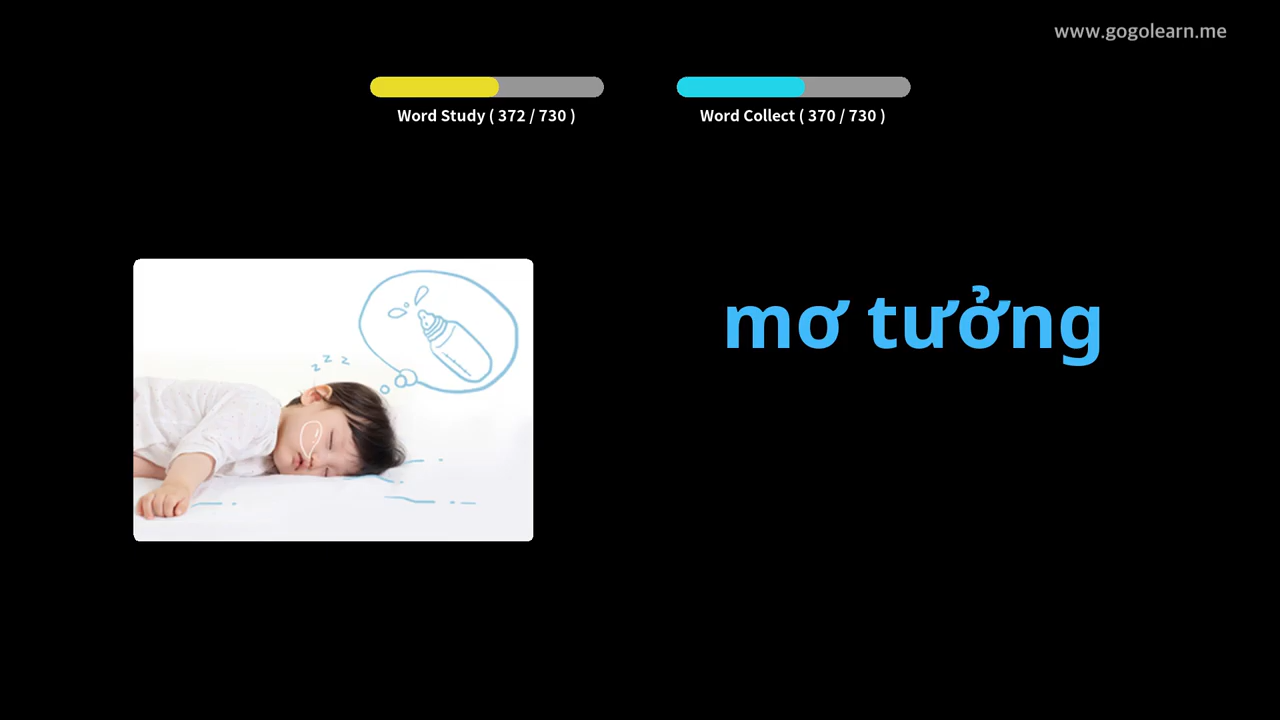 www.gogolearn.me
Word Study ( 372 / 730 )
Word Collect ( 370 / 730 )
z z z
mơ tưởng